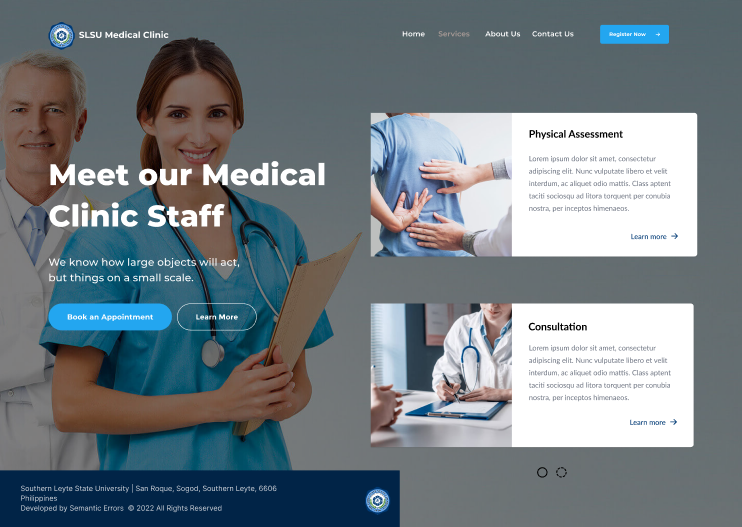 SLSU Medical Clinic
Home
Services
About Us
Contact Us
Register Now
Meet our Medical
Clinic Staff
We know how large objects will act,
but things on a small scale.
Book an Appointment
Learn More
Physical Assessment
Lorem ipsum dolor sit amet, consectetur
adipiscing elit. Nunc vulputate libero et velit
interdum, ac aliquet odio mattis. Class aptent
taciti sociosqu ad litora torquent per conubia
nostra, per inceptos himenaeos.
Learn more
Consultation
Lorem ipsum dolor sit amet, consectetur
adipiscing elit. Nunc vulputate libero et velit
interdum, ac aliquet odio mattis. Class aptent
taciti sociosqu ad litora torquent per conubia
nostra, per inceptos himenaeos.
Learn more
Southern Leyte State University | San Roque, Sogod, Southern Leyte, 6606
Philippines
Developed by Semantic Errors © 2022 All Rights Reserved